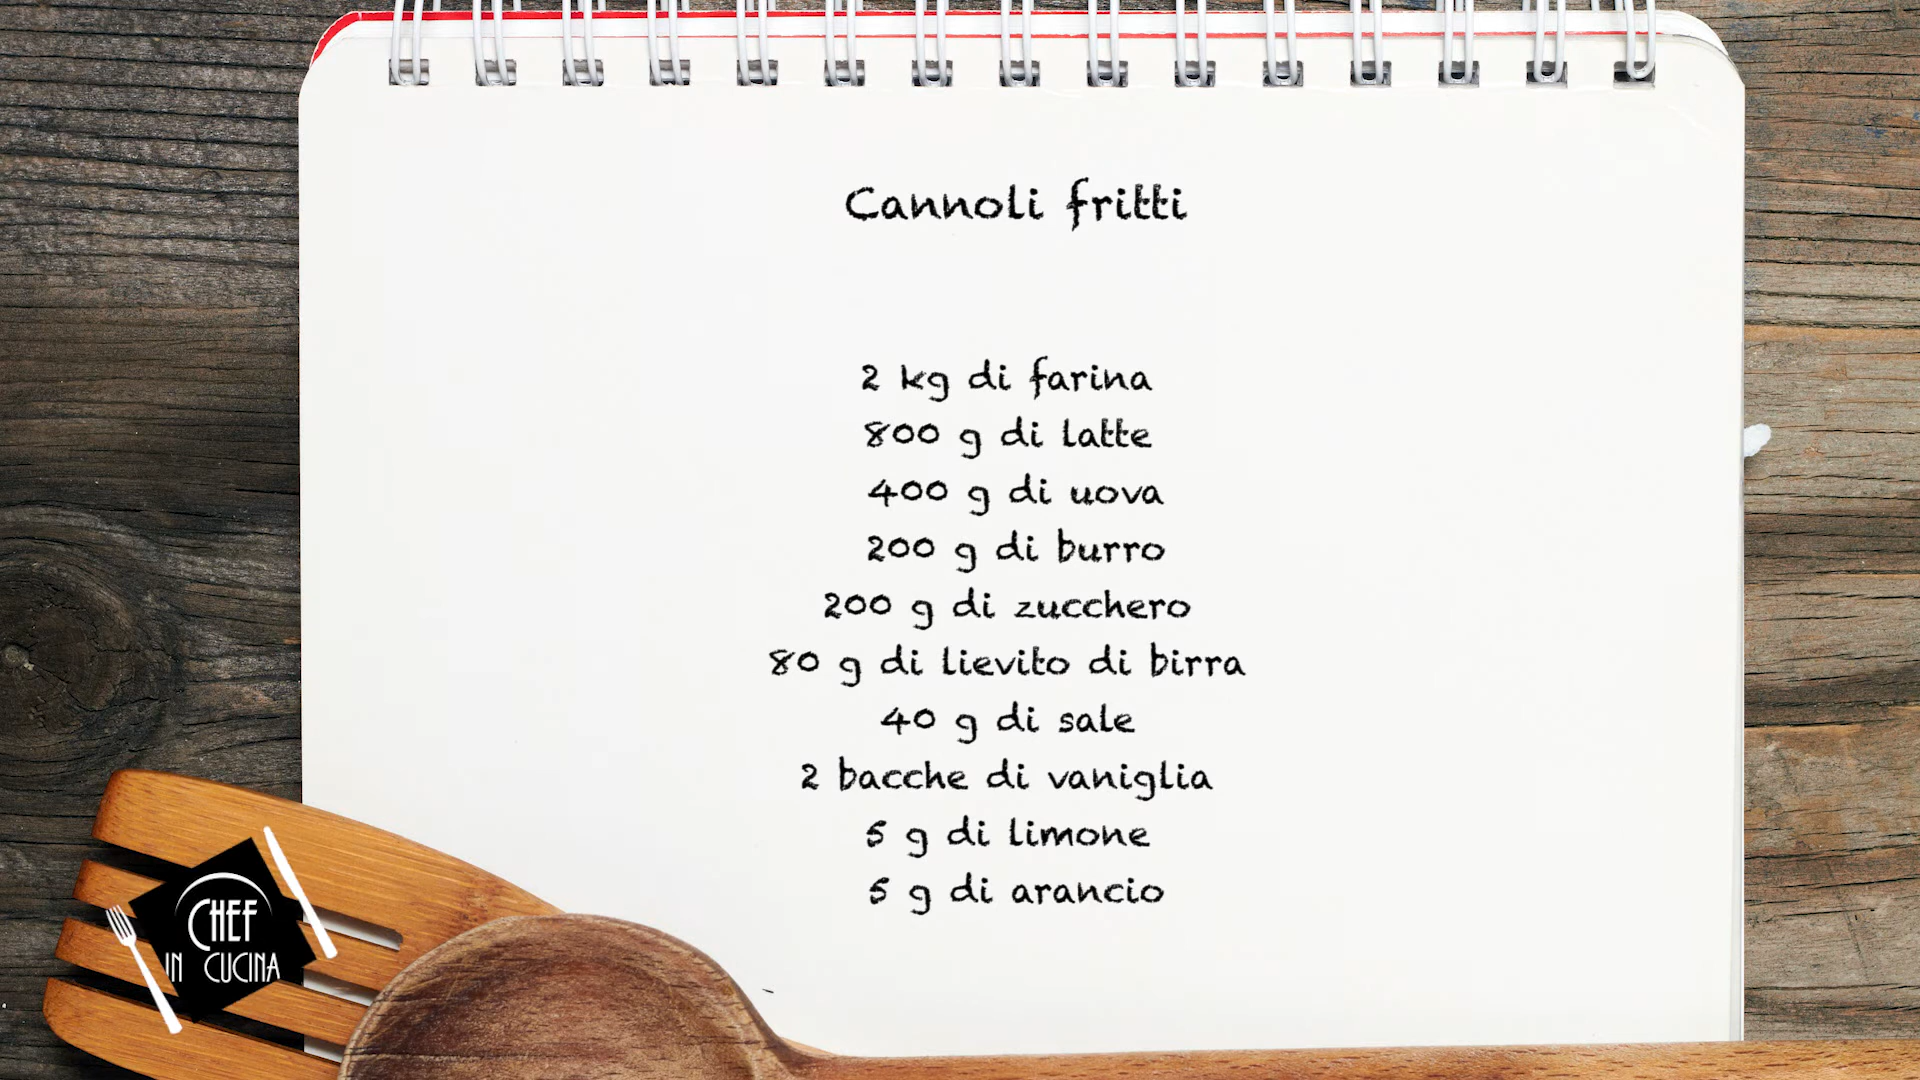 Cannoli fritti
2 kg di farina
800 g di latte
400 g di uova
200 g di burro
200 g di zucchero
80 g di lievito di birra
40 g di sale
2 bacche di vaniglia
5 g di limone
5 g di arancio
CHEF
IN CUCINA